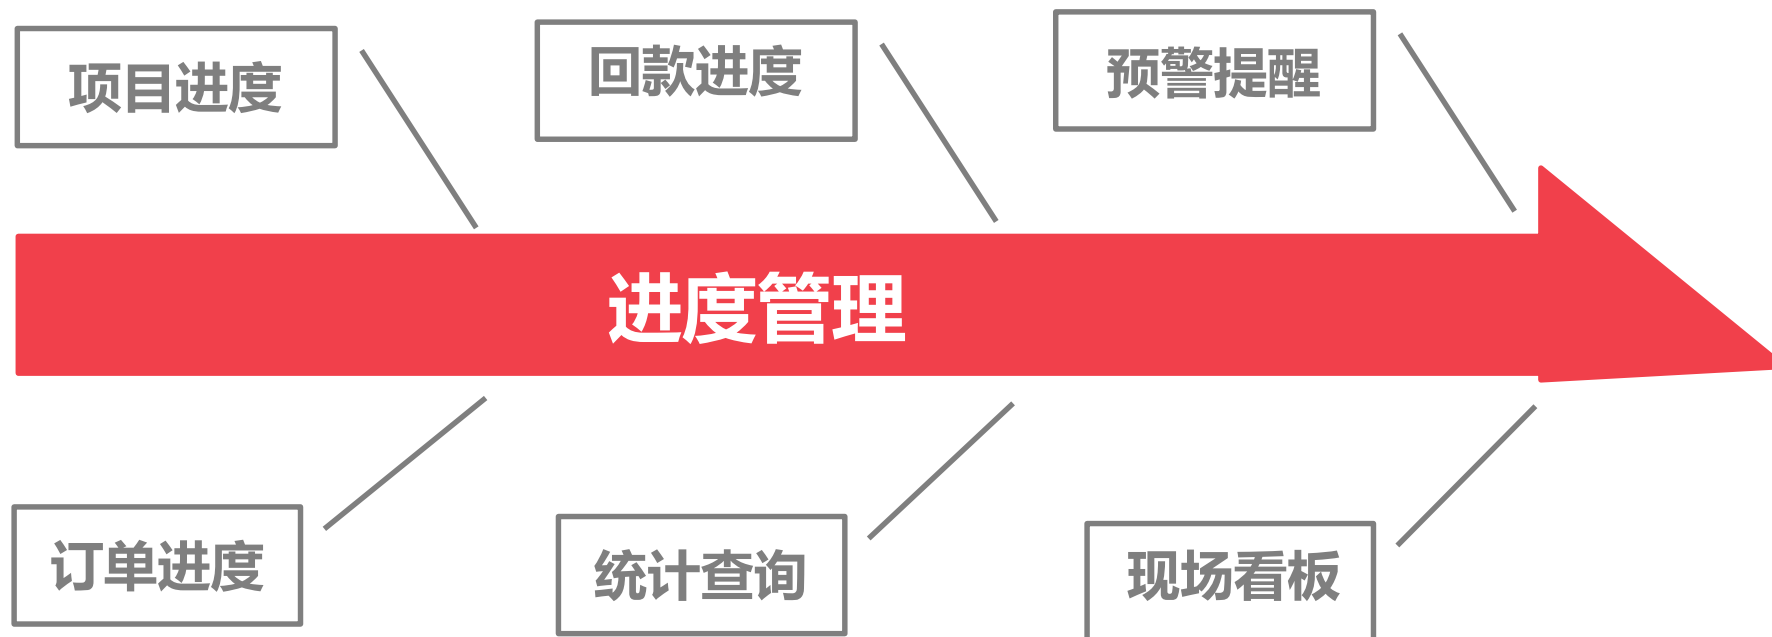 项目进度
回款进度
预警提醒
进度管理
订单进度
统计查询
现场看板